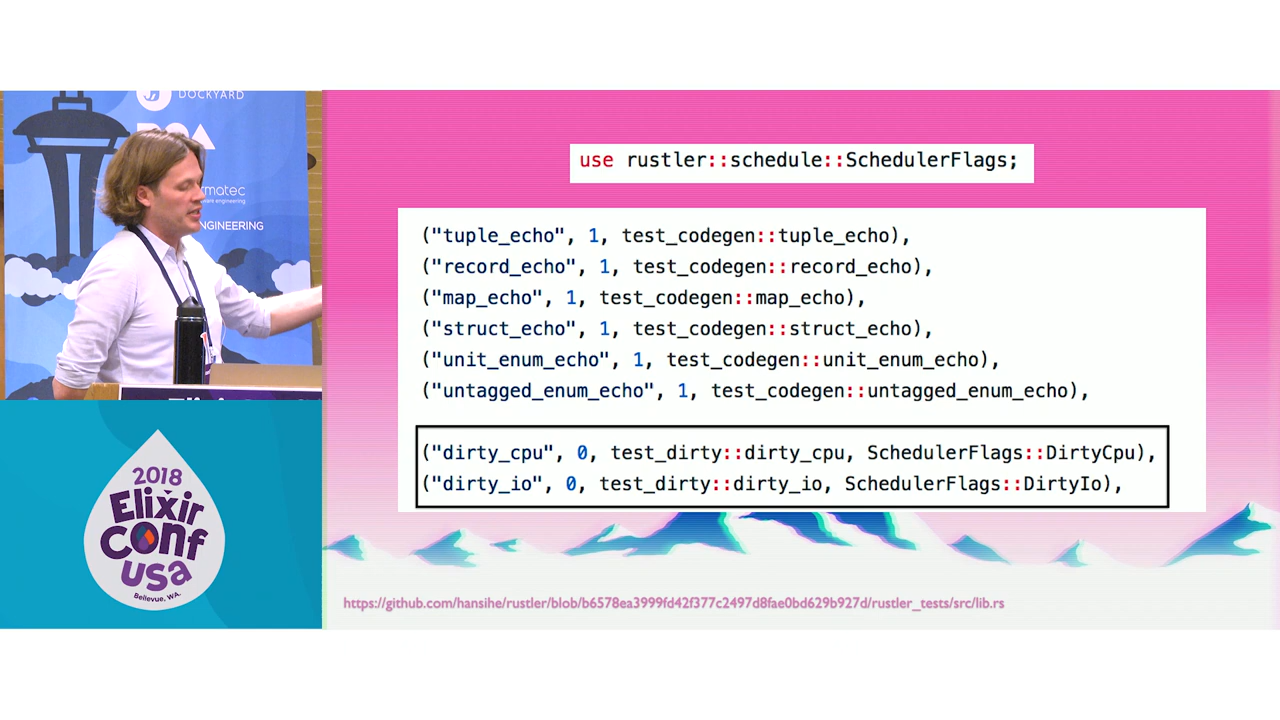 DOCKYARD
rmatec
ware engineering
NGINEERING
2018
Elixir
Conf
USA
Bellevue, WA.
use rustler::schedule::SchedulerFlags;
("tuple_echo", 1, test_codegen::tuple_echo),
("record_echo", 1, test_codegen::record_echo),
("map_echo", 1, test_codegen::map_echo),
("struct_echo", 1, test_codegen::struct_echo),
("unit_enum_echo", 1, test_codegen::unit_enum_echo),
("untagged_enum_echo", 1, test_codegen::untagged_enum_echo),
("dirty_cpu", 0, test_dirty::dirty_cpu, SchedulerFlags::DirtyCpu),
("dirty_io", 0, test_dirty::dirty_io, SchedulerFlags::DirtyIo),
https://github.com/hansihe/rustler/blob/b6578ea3999fd42f377c2497d8fae0bd629b927d/rustler_tests/src/lib.rs